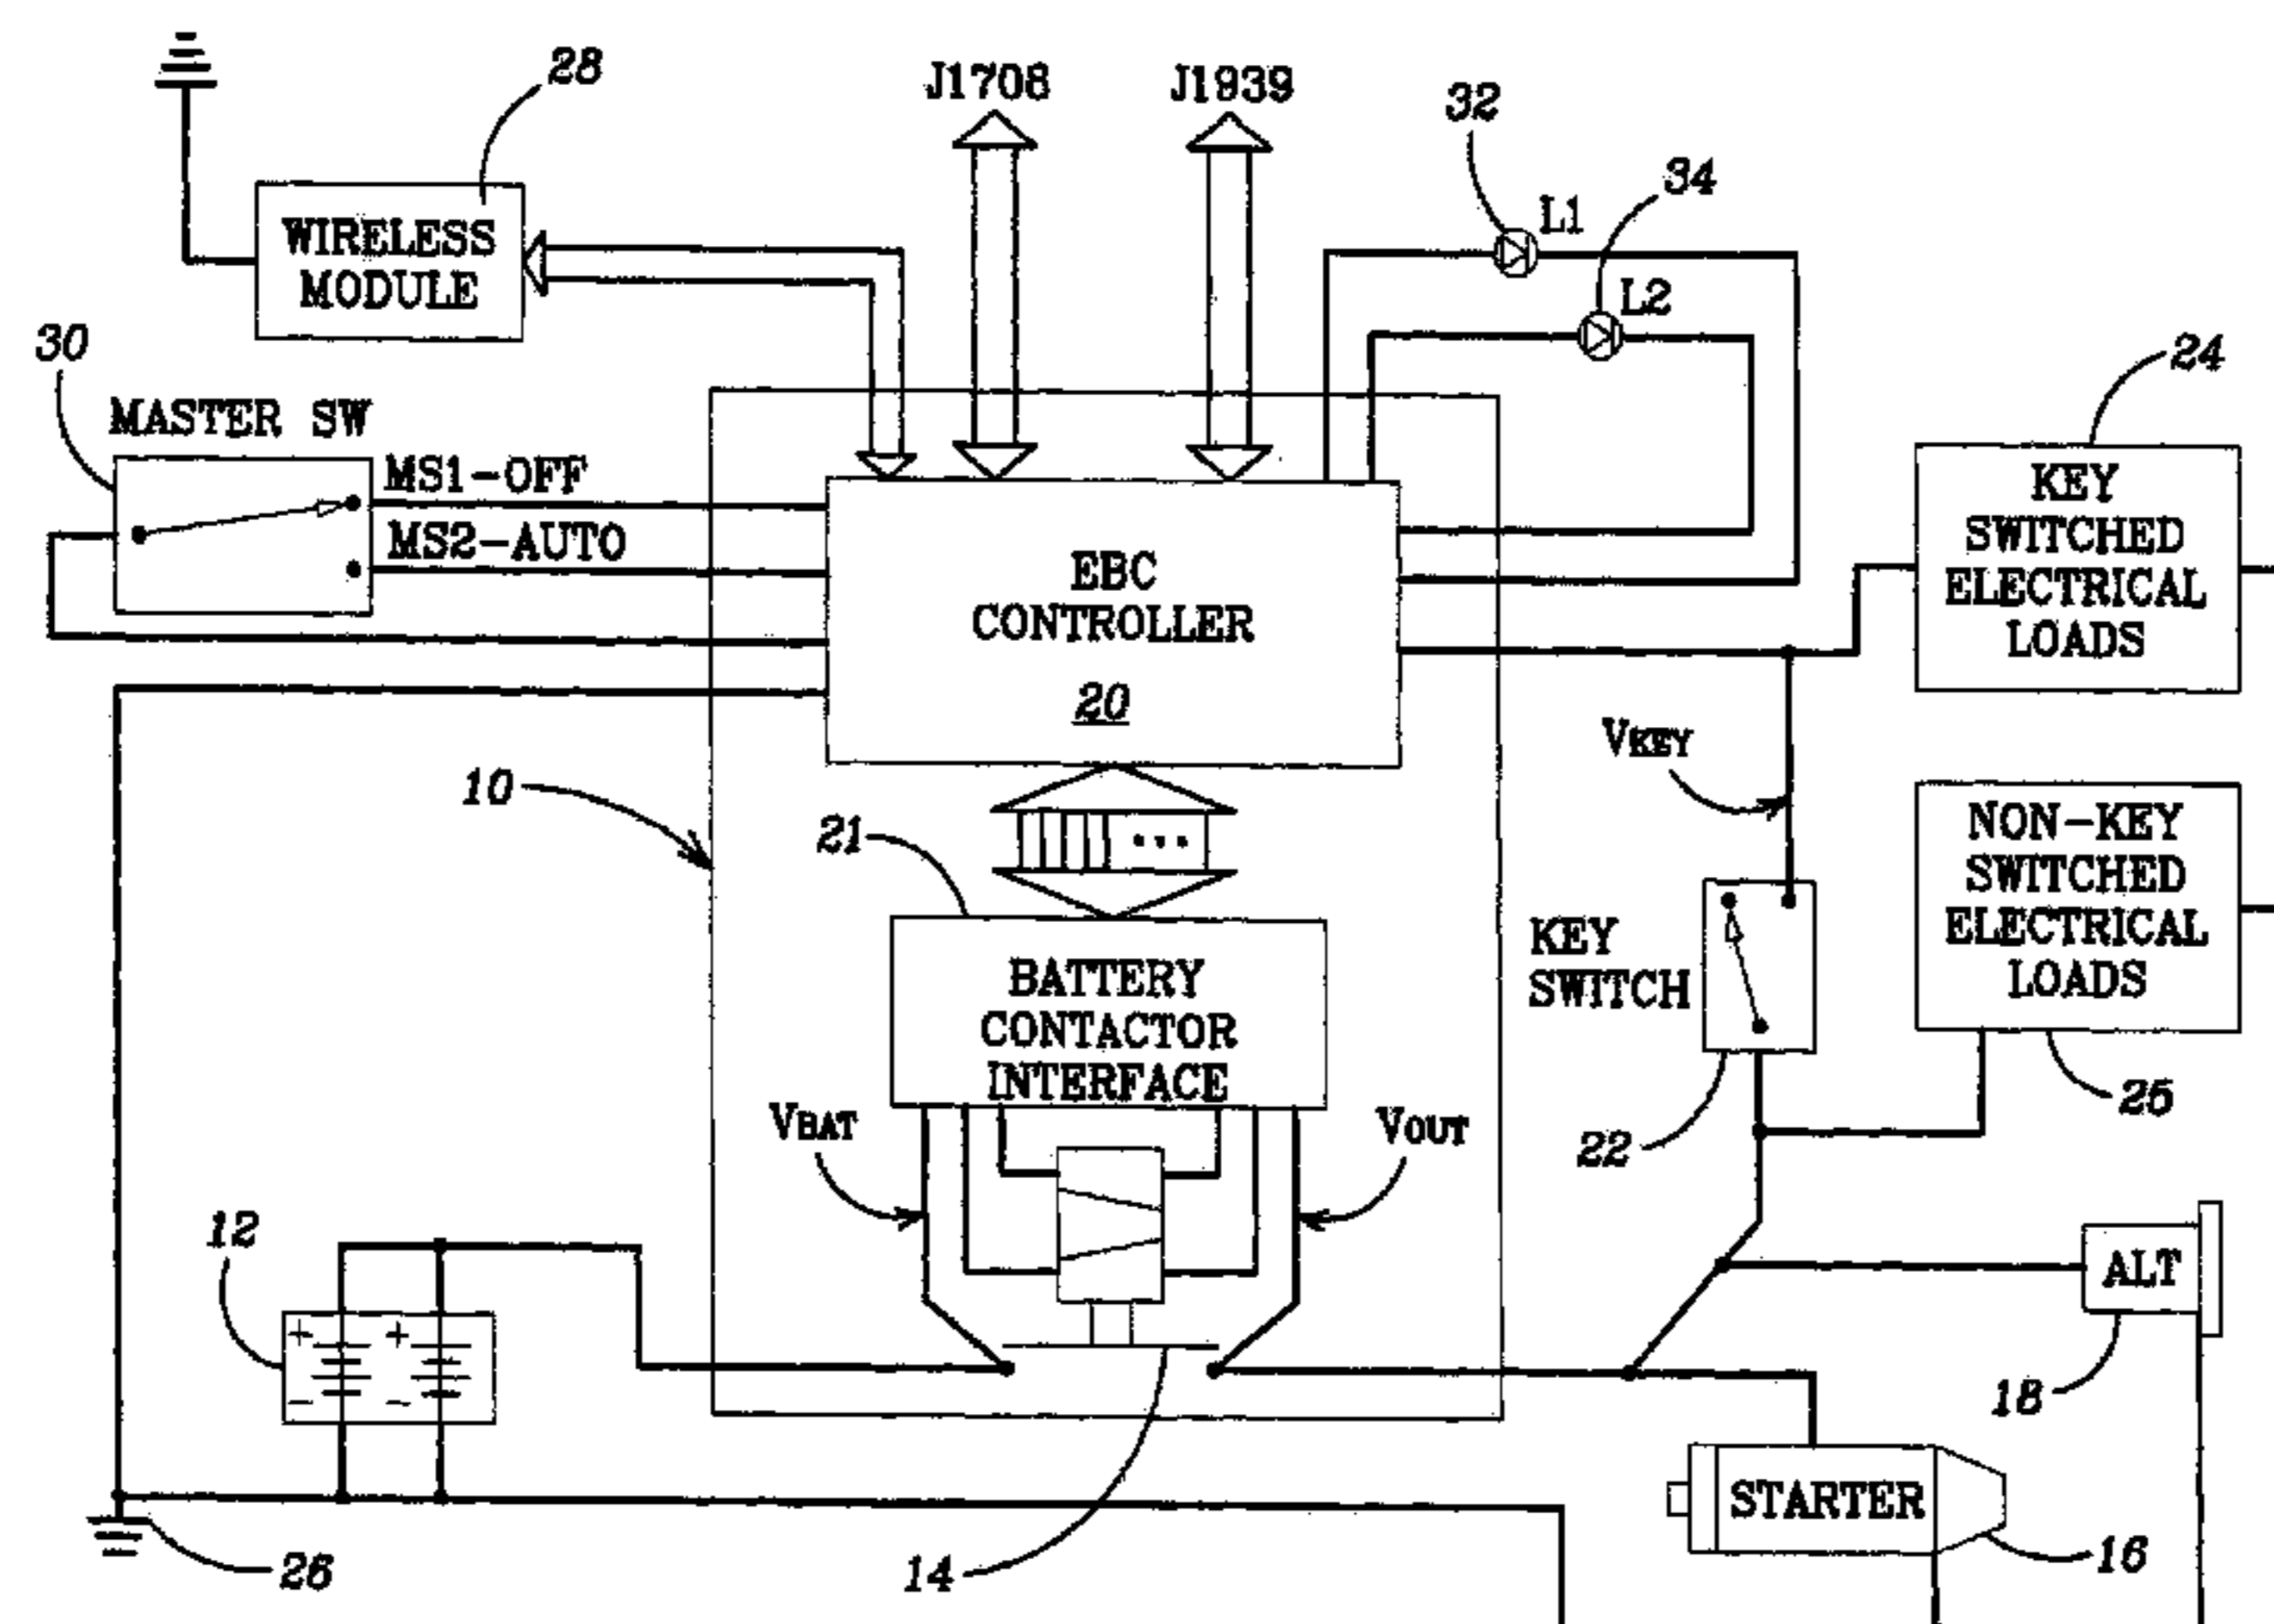 28
J1708
J1939
32
34
L1
L2
WIRELESS
MODULE
30
24
MASTER SW
MS1-OFF
MS2-AUTO
KEY
SWITCHED
ELECTRICAL
LOADS
EBC
CONTROLLER
20
VKEY
10
21
NON-KEY
SWITCHED
ELECTRICAL
LOADS
KEY
SWITCH
BATTERY
CONTACTOR
INTERFACE
25
VBAT
VOUT
22
12
+ +
- -
ALT
18
STARTER
16
26
14